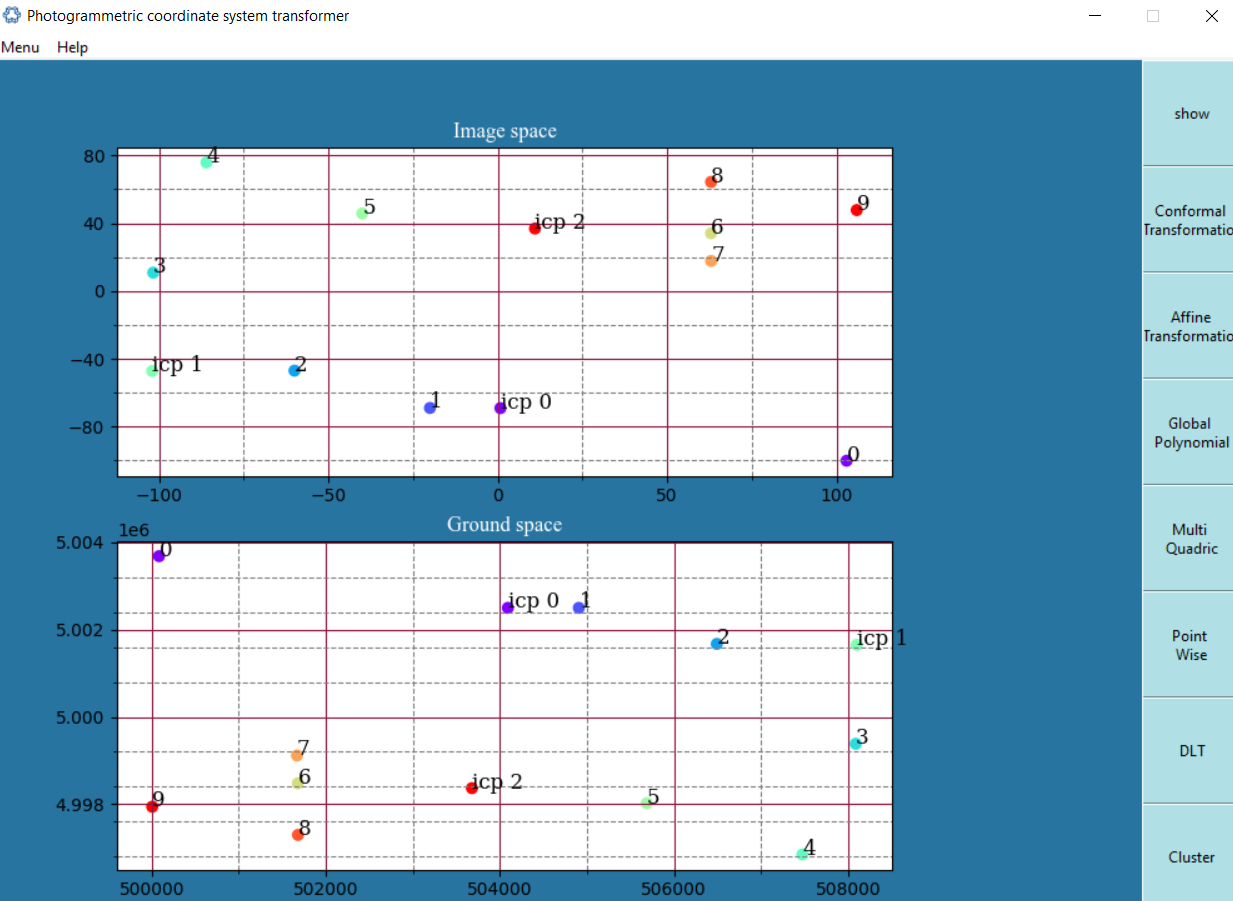 Photogrammetric coordinate system transformer
Menu Help
show
Conformal
Transformatio
Affine
Transformatio
Global
Polynomial
Multi
Quadric
Point
Wise
DLT
Cluster
Image space
80
40
0
−40
−80
4
8
5
9
icp 2
6
7
3
icp 1
2
1
icp 0
0
−100 −50 0 50 100
Ground space
1e6
5.004
5.002
5.000
4.998
0
icp 0
1
2
icp 1
3
7
6
icp 2
9
5
8
4
500000 502000 504000 506000 508000